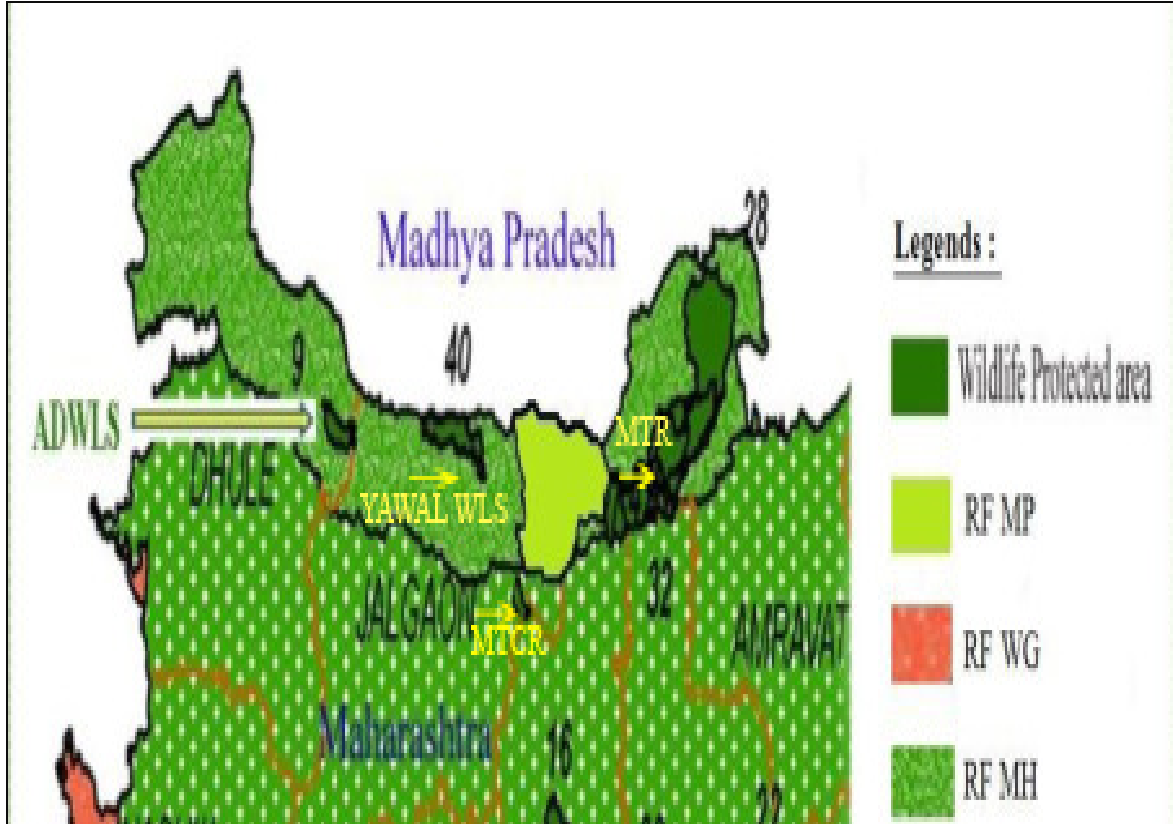 28
Madhya Pradesh
Legends :
9
40
Wildlife Protected area
ADWLS
MTR
DHULE
YAWAL WLS
RF MP
JALGAON
32
MTCR
AMRAVAT
RF WG
Maharashtra
16
RF MH